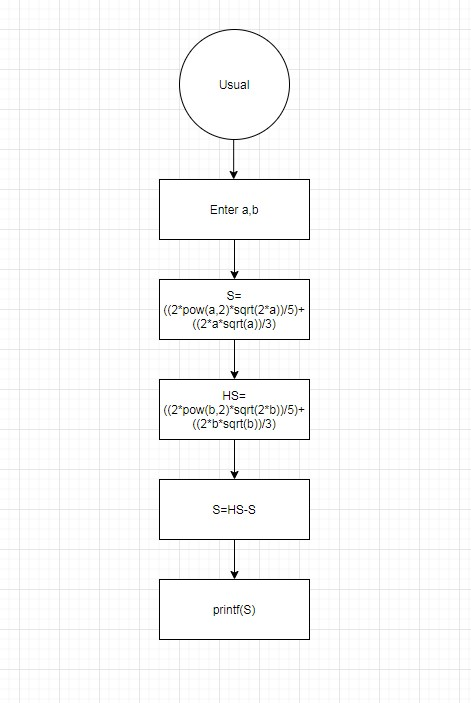 Usual
Enter a,b
S=
((2*pow(a,2)*sqrt(2*a))/5)+
((2*a*sqrt(a))/3)
HS=
((2*pow(b,2)*sqrt(2*b))/5)+
((2*b*sqrt(b))/3)
S=HS-S
printf(S)